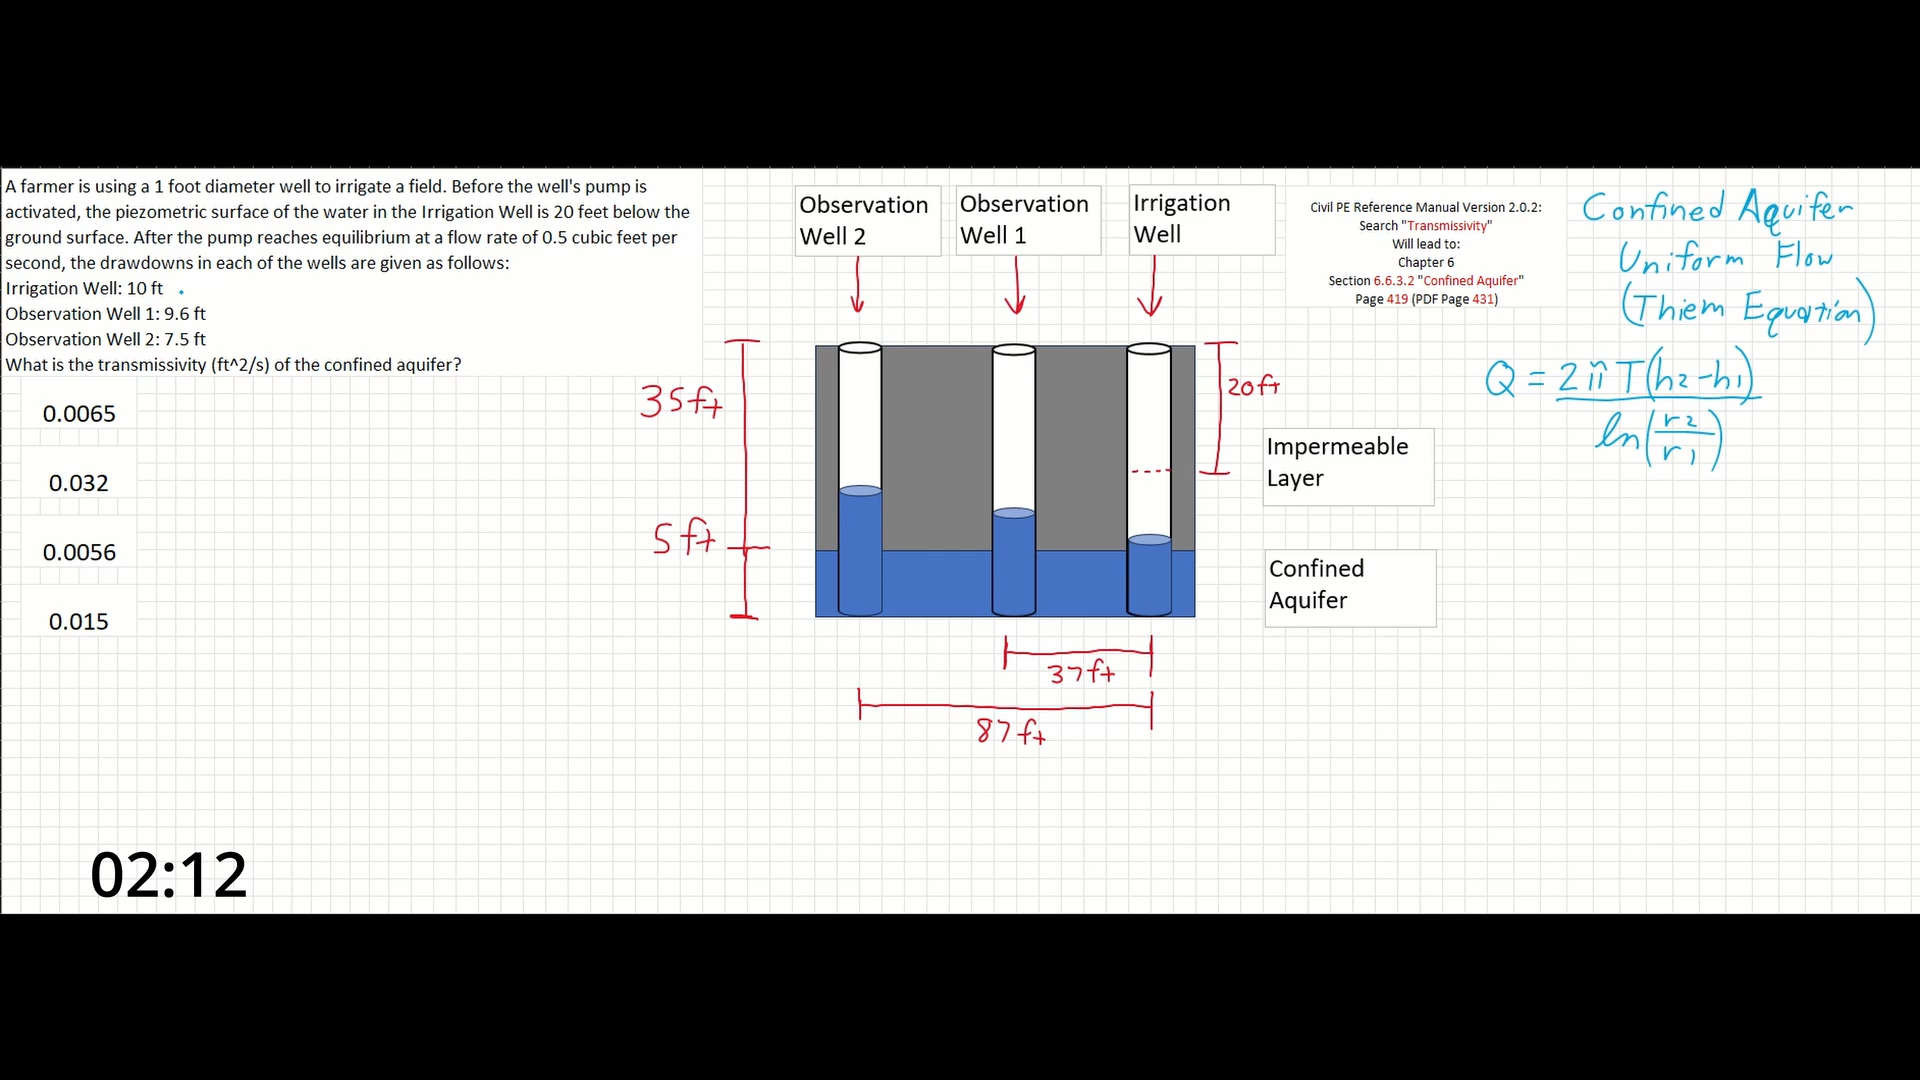 A farmer is using a 1 foot diameter well to irrigate a field. Before the well's pump is
activated, the piezometric surface of the water in the Irrigation Well is 20 feet below the
ground surface. After the pump reaches equilibrium at a flow rate of 0.5 cubic feet per
second, the drawdowns in each of the wells are given as follows:
Irrigation Well: 10 ft
Observation Well 1: 9.6 ft
Observation Well 2: 7.5 ft
What is the transmissivity (ft^2/s) of the confined aquifer?
0.0065
0.032
0.0056
0.015
02:12
Observation
Well 2
Observation
Well 1
Irrigation
Well
35ft
5ft
20ft
Impermeable
Layer
Confined
Aquifer
37ft
87ft
Civil PE Reference Manual Version 2.0.2:
Search "Transmissivity"
Will lead to:
Chapter 6
Section 6.6.3.2 "Confined Aquifer"
Page 419 (PDF Page 431)
Confined Aquifer
Uniform Flow
(Thiem Equation)
Q = 2πT(h2-h1)
ln(r2/r1)